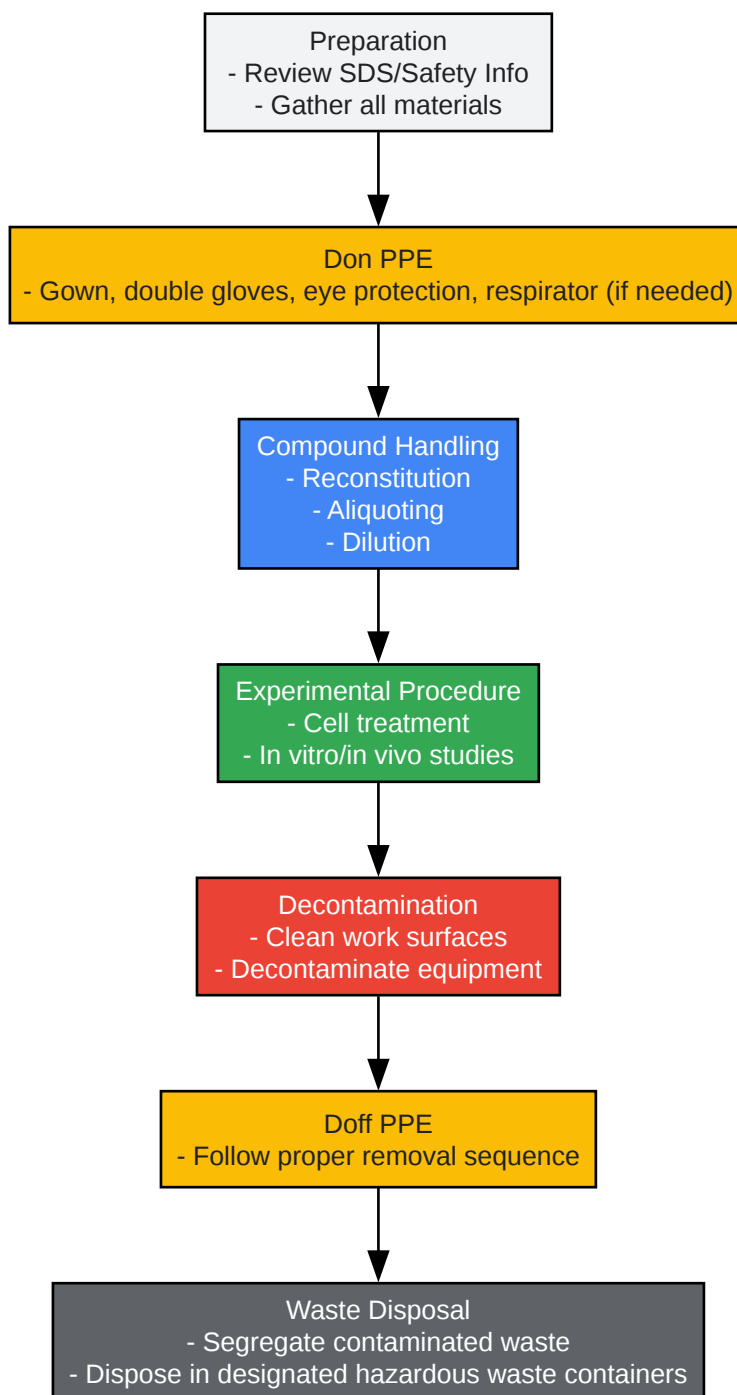 Preparation
- Review SDS/Safety Info
- Gather all materials
Don PPE
- Gown, double gloves, eye protection, respirator (if needed)
Compound Handling
- Reconstitution
- Aliquoting
- Dilution
Experimental Procedure
- Cell treatment
- In vitro/in vivo studies
Decontamination
- Clean work surfaces
- Decontaminate equipment
Doff PPE
- Follow proper removal sequence
Waste Disposal
- Segregate contaminated waste
- Dispose in designated hazardous waste containers